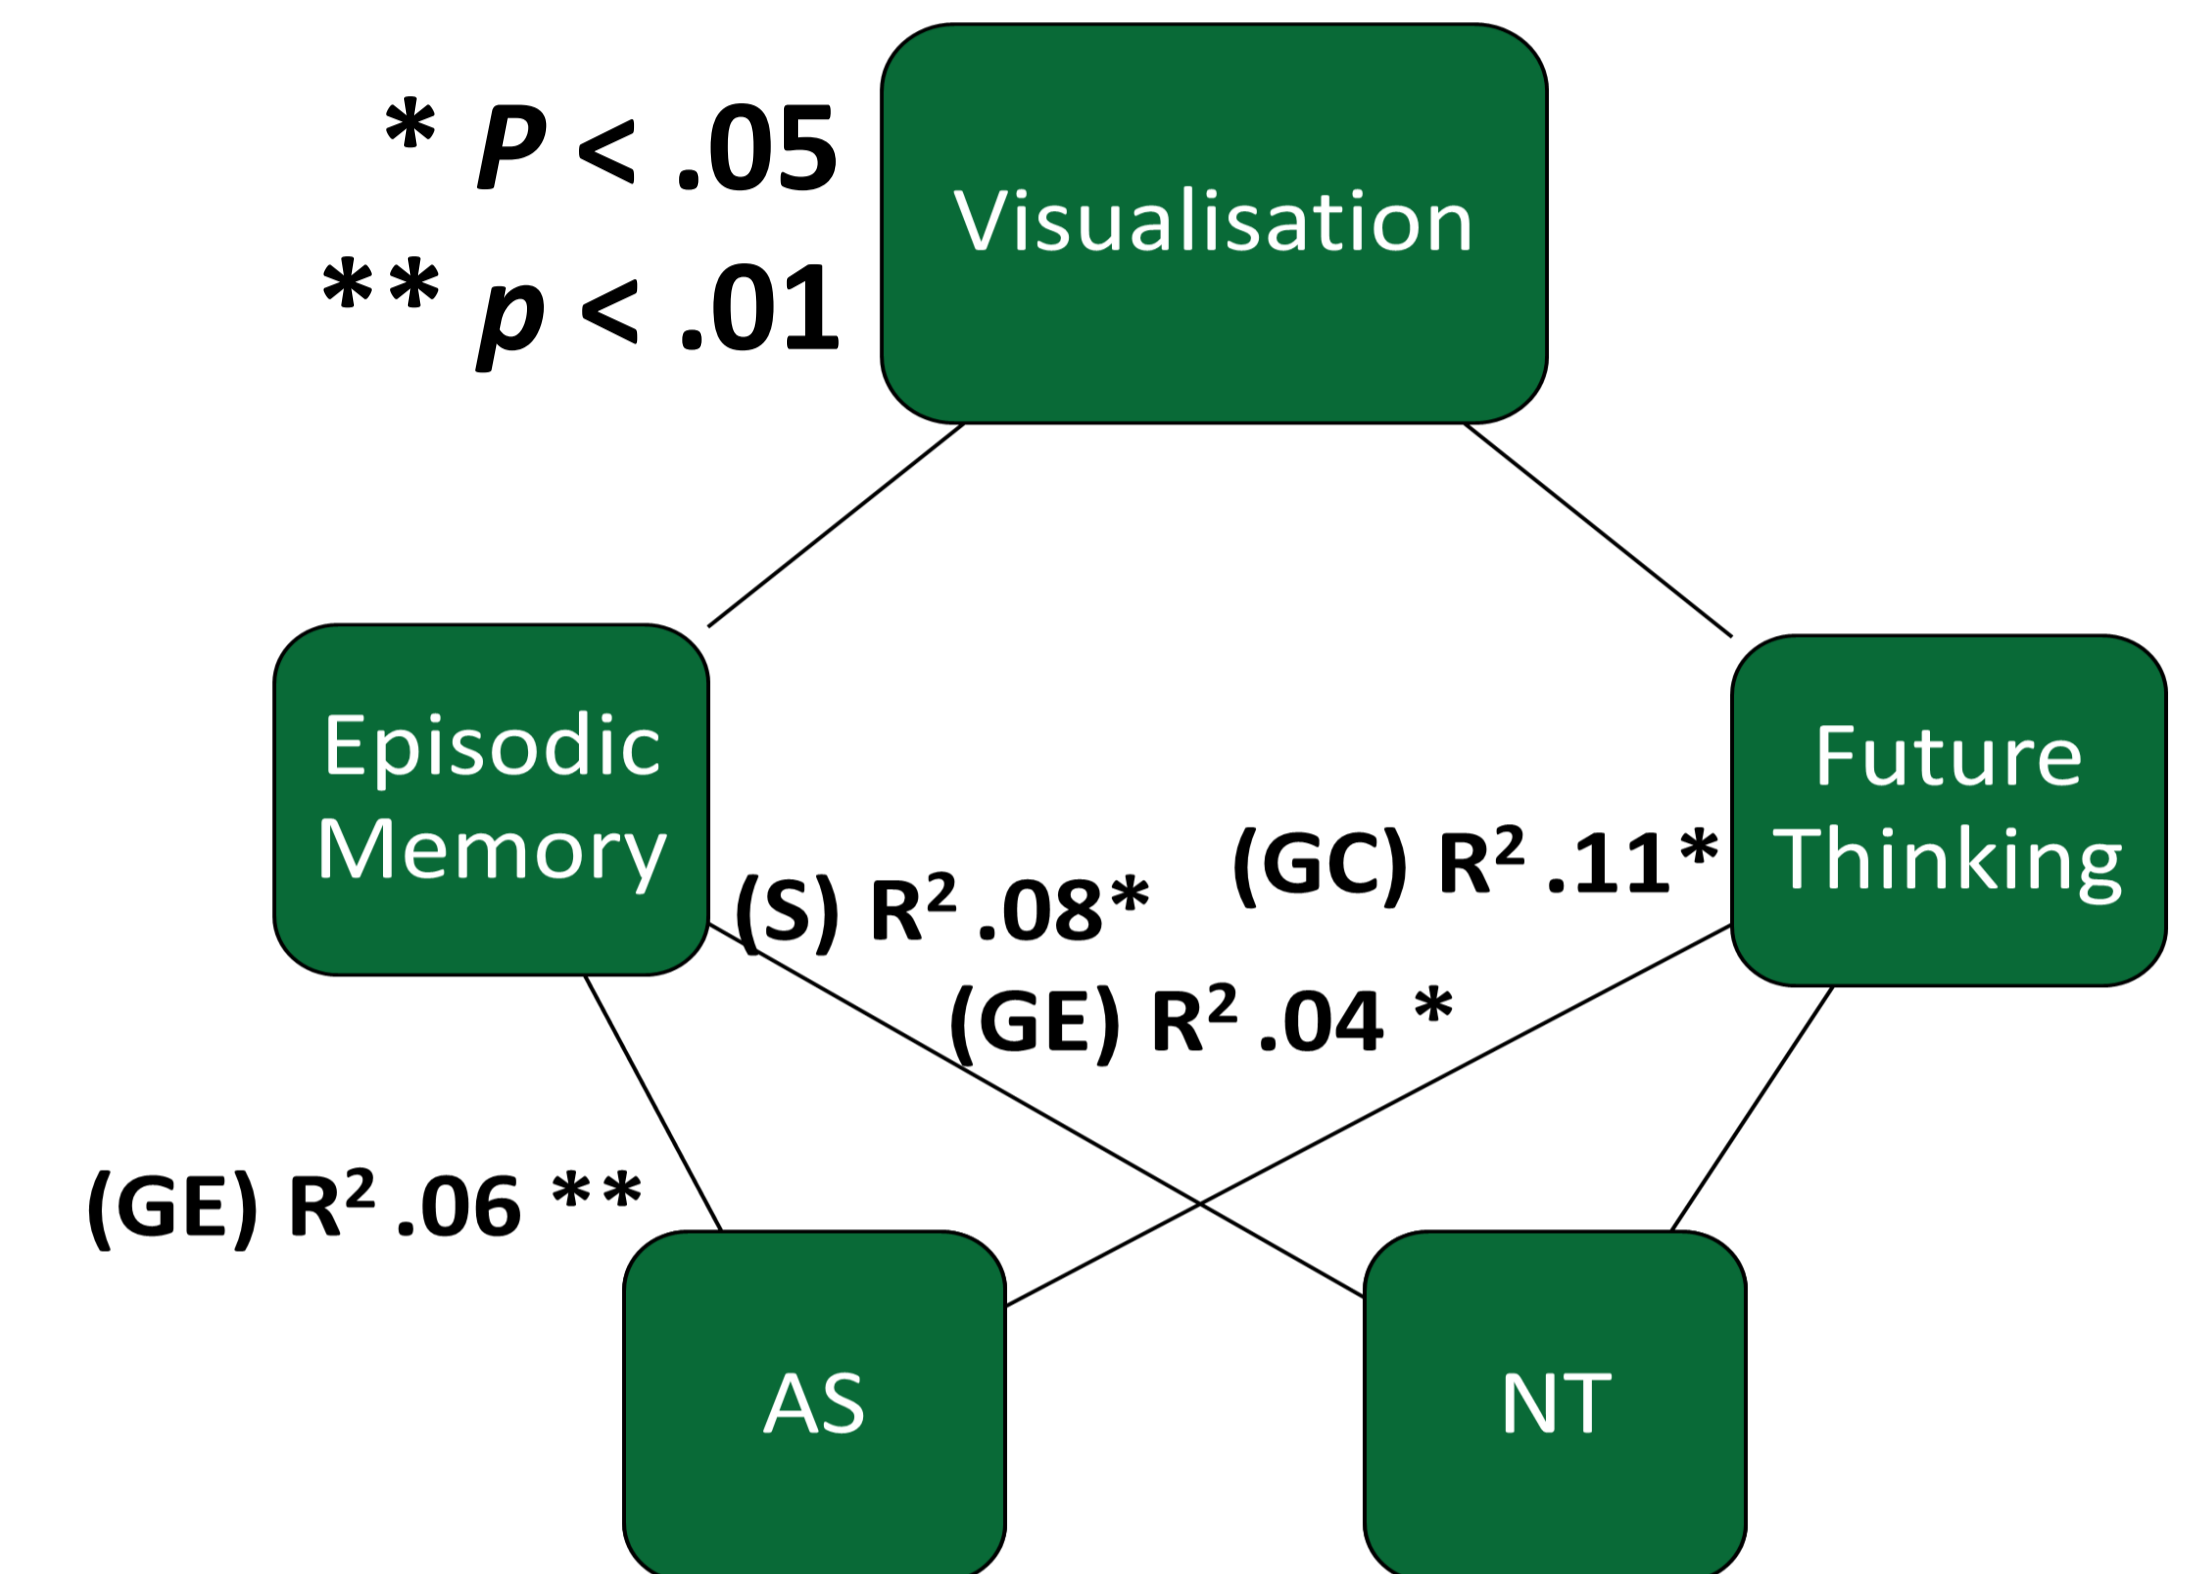 * P < .05
** p < .01
Visualisation
Episodic
Memory
Future
Thinking
(GC) R² .11*
(S) R² .08*
(GE) R² .04 *
(GE) R² .06 **
AS
NT